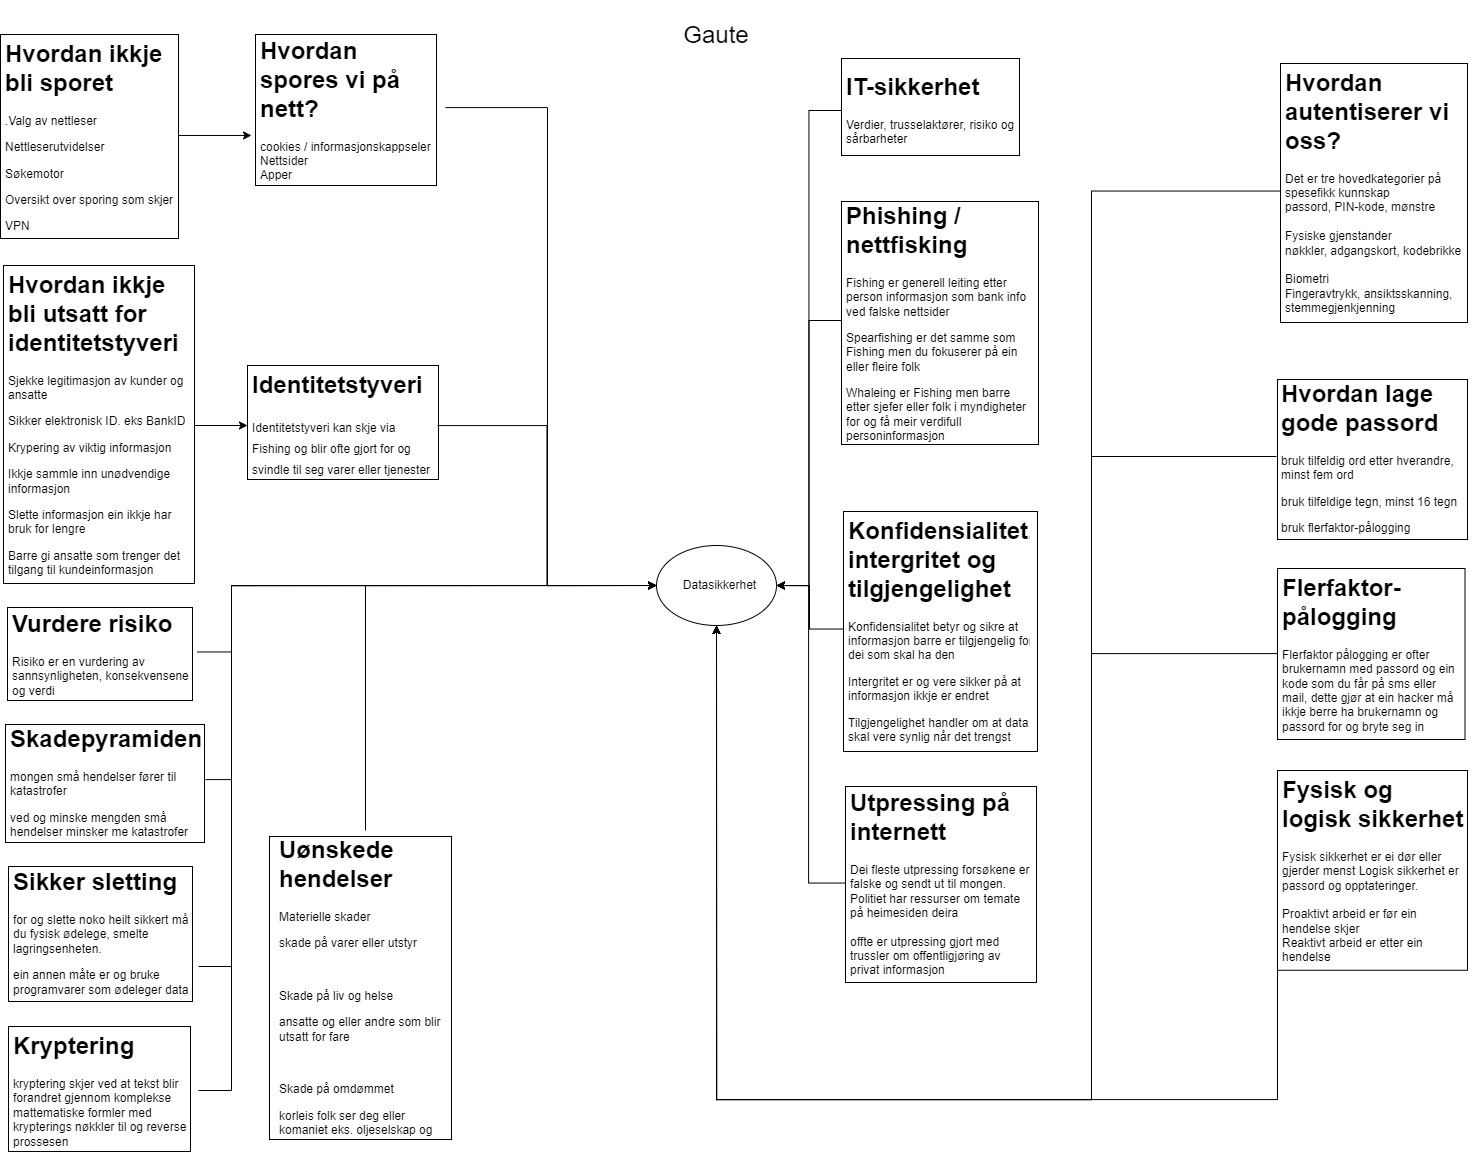 Gaute
Hvordan ikkje
bli sporet
.Valg av nettleser
Nettleserutvidelser
Søkemotor
Oversikt over sporing som skjer
VPN
Hvordan
spores vi på
nett?
cookies / informasjonskappseler
Nettsider
Apper
Hvordan ikkje
bli utsatt for
identitetstyveri
Sjekke legitimasjon av kunder og
ansatte
Sikker elektronisk ID. eks BankID
Krypering av viktig informasjon
Ikkje sammle inn unødvendige
informasjon
Slette informasjon ein ikkje har
bruk for lengre
Barre gi ansatte som trenger det
tilgang til kundeinformasjon
Identitetstyveri
Identitetstyveri kan skje via
Fishing og blir ofte gjort for og
svindle til seg varer eller tjenester
Vurdere risiko
Risiko er en vurdering av
sannsynligheten, konsekvensene
og verdi
Skadepyramiden
mongen små hendelser fører til
katastrofer
ved og minske mengden små
hendelser minsker me katastrofer
Sikker sletting
for og slette noko heilt sikkert må
du fysisk ødelege, smelte
lagringsenheten.
ein annen måte er og bruke
programvarer som ødeleger data
Kryptering
kryptering skjer ved at tekst blir
forandret gjennom komplekse
mattematiske formler med
krypterings nøkkler til og reverse
prossesen
Uønskede
hendelser
Materielle skader
skade på varer eller utstyr
Skade på liv og helse
ansatte og eller andre som blir
utsatt for fare
Skade på omdømmet
korleis folk ser deg eller
komaniet eks. oljeselskap og
Datasikkerhet
IT-sikkerhet
Verdier, trusselaktører, risiko og
sårbarheter
Phishing /
nettfisking
Fishing er generell leiting etter
person informasjon som bank info
ved falske nettsider
Spearfishing er det samme som
Fishing men du fokuserer på ein
eller fleire folk
Whaleing er Fishing men barre
etter sjefer eller folk i myndigheter
for og få meir verdifull
personinformasjon
Konfidensialitet,
intergritet og
tilgjengelighet
Konfidensialitet betyr og sikre at
informasjon barre er tilgjengelig for
dei som skal ha den
Intergritet er og vere sikker på at
informasjon ikkje er endret
Tilgjengelighet handler om at data
skal vere synlig når det trengst
Utpressing på
internett
Dei fleste utpressing forsøkene er
falske og sendt ut til mongen.
Politiet har ressurser om temate
på heimesiden deira
offte er utpressing gjort med
trussler om offentligjøring av
privat informasjon
Hvordan
autentiserer vi
oss?
Det er tre hovedkategorier på
spesefikk kunnskap
passord, PIN-kode, mønstre
Fysiske gjenstander
nøkkler, adgangskort, kodebrikke
Biometri
Fingeravtrykk, ansiktsskanning,
stemmegjenkjenning
Hvordan lage
gode passord
bruk tilfeldig ord etter hverandre,
minst fem ord
bruk tilfeldige tegn, minst 16 tegn
bruk flerfaktor-pålogging
Flerfaktor-
pålogging
Flerfaktor pålogging er ofter
brukernamn med passord og ein
kode som du får på sms eller
mail, dette gjør at ein hacker må
ikkje berre ha brukernamn og
passord for og bryte seg in
Fysisk og
logisk sikkerhet
Fysisk sikkerhet er ei dør eller
gjerder menst Logisk sikkerhet er
passord og opptateringer.
Proaktivt arbeid er før ein
hendelse skjer
Reaktivt arbeid er etter ein
hendelse